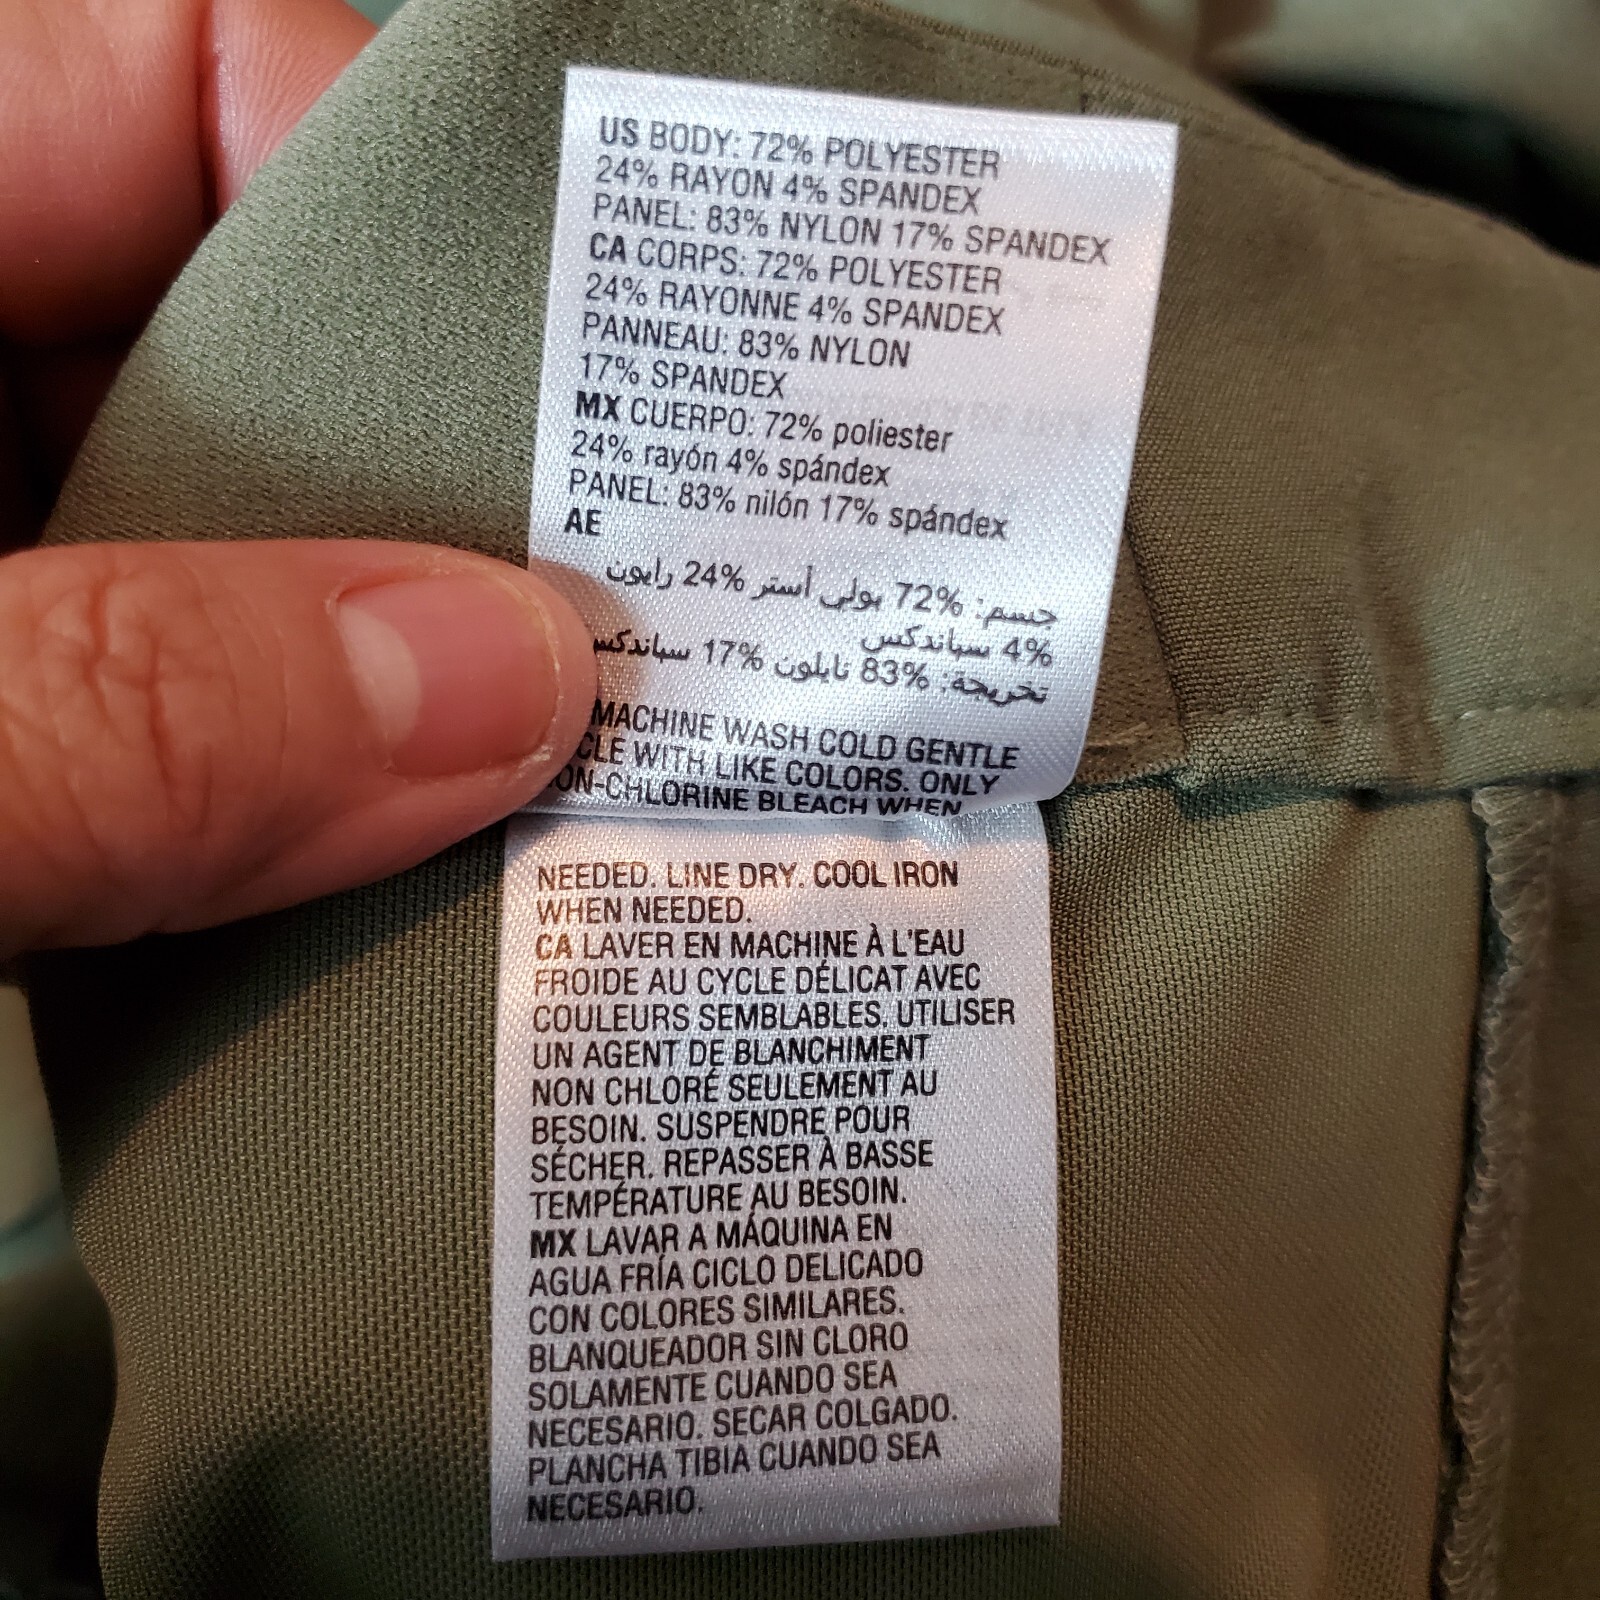 US BODY: 72% POLYESTER
24% RAYON 4% SPANDEX
PANEL: 83% NYLON 17% SPANDEX
CA CORPS: 72% POLYESTER
24% RAYONNE 4% SPANDEX
PANNEAU: 83% NYLON
17% SPANDEX
MX CUERPO: 72% poliester
24% rayón 4% spándex
PANEL: 83% nilón 17% spándex
AE
جسم: 72% بولي أستر 24% رايون
4% سباندكس
تخريجه: 83% نايلون 17% سباندكس
MACHINE WASH COLD GENTLE
CLE WITH LIKE COLORS. ONLY
ON-CHLORINE BLEACH WHEN
NEEDED. LINE DRY. COOL IRON
WHEN NEEDED.
CA LAVER EN MACHINE À L'EAU
FROIDE AU CYCLE DÉLICAT AVEC
COULEURS SEMBLABLES. UTILISER
UN AGENT DE BLANCHIMENT
NON CHLORÉ SEULEMENT AU
BESOIN. SUSPENDRE POUR
SÉCHER. REPASSER À BASSE
TEMPÉRATURE AU BESOIN.
MX LAVAR A MÁQUINA EN
AGUA FRÍA CICLO DELICADO
CON COLORES SIMILARES.
BLANQUEADOR SIN CLORO
SOLAMENTE CUANDO SEA
NECESARIO. SECAR COLGADO.
PLANCHA TIBIA CUANDO SEA
NECESARIO.